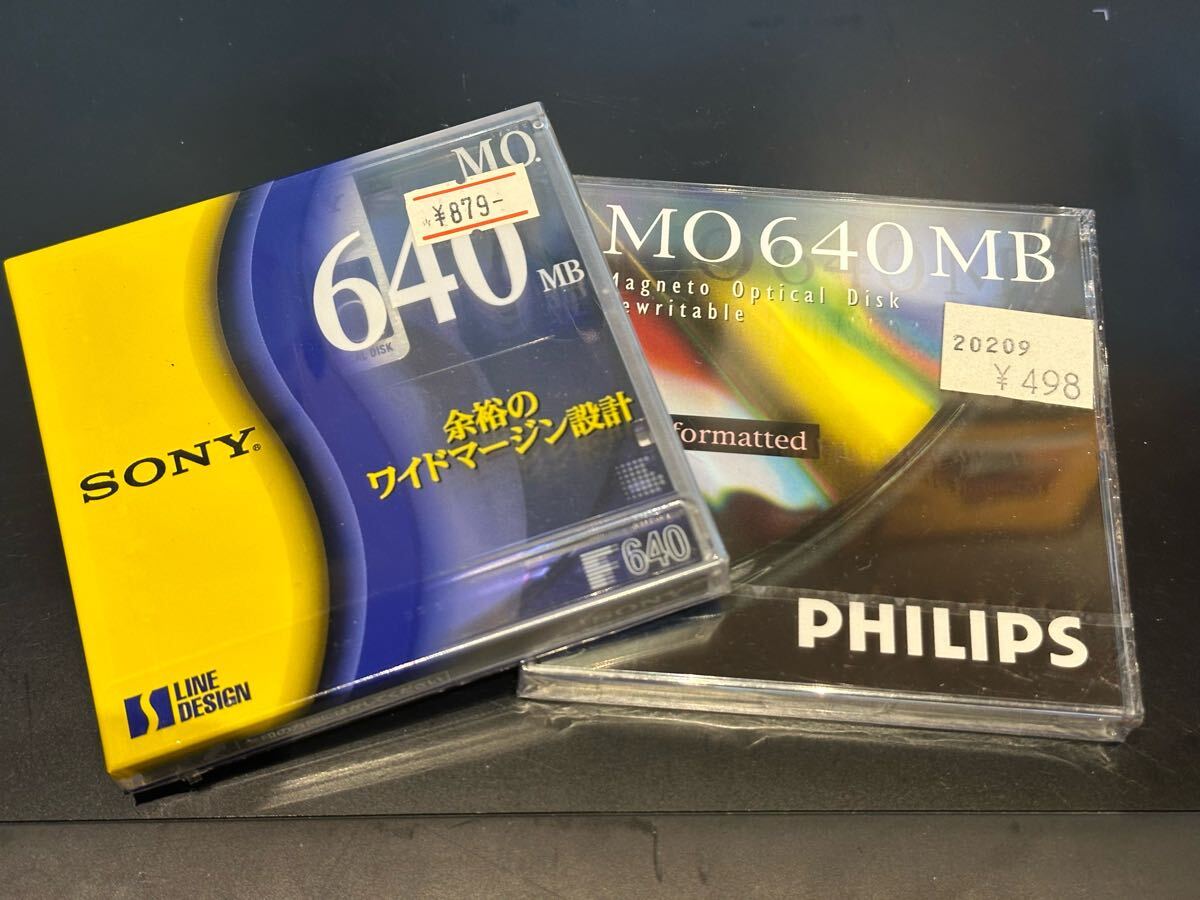 MO.
¥879-
640 MB
余裕の
ワイドマージン設計
SONY®
640
LINE
DESIGN
MO 640 MB
Magneto Optical Disk
Rewritable
20209
¥498
formatted
PHILIPS